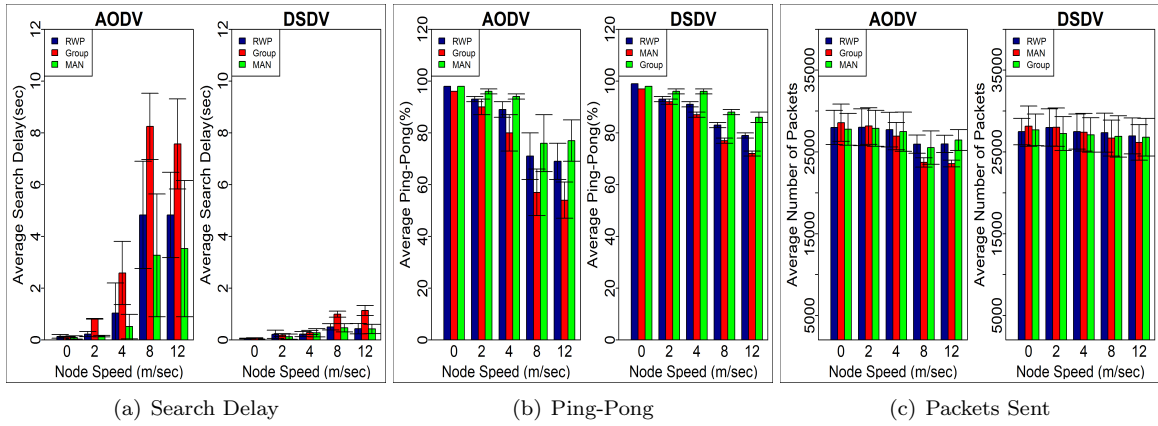 AODV
Average Search Delay(sec)
0 2 4 6 8 10 12
RWP
Group
MAN
0 2 4 8 12
Node Speed (m/sec)
DSDV
Average Search Delay(sec)
0 2 4 6 8 10 12
RWP
Group
MAN
0 2 4 8 12
Node Speed (m/sec)
(a) Search Delay
AODV
Average Ping-Pong(%)
0 20 40 60 80 100 120
RWP
Group
MAN
0 2 4 8 12
Node Speed (m/sec)
DSDV
Average Ping-Pong(%)
0 20 40 60 80 100 120
RWP
MAN
Group
0 2 4 8 12
Node Speed (m/sec)
(b) Ping-Pong
AODV
Average Number of Packets
5000 15000 25000 35000
RWP
Group
MAN
0 2 4 8 12
Node Speed (m/sec)
DSDV
Average Number of Packets
5000 15000 25000 35000
RWP
MAN
Group
0 2 4 8 12
Node Speed (m/sec)
(c) Packets Sent